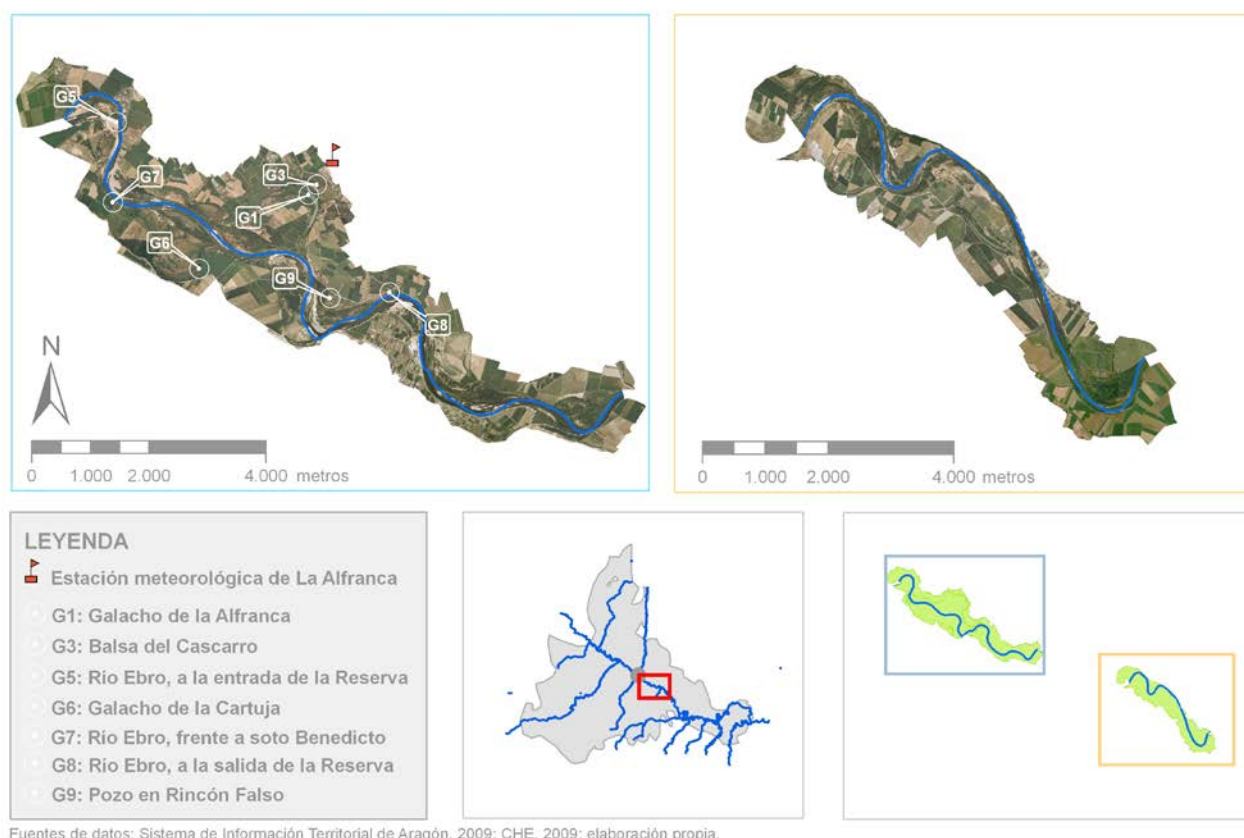 G5
G7
G3
G1
G6
G9
G8
N
0 1.000 2.000 4.000 metros
0 1.000 2.000 4.000 metros
LEYENDA
Estación meteorológica de La Alfranca
G1: Galacho de la Alfranca
G3: Balsa del Cascarro
G5: Río Ebro, a la entrada de la Reserva
G6: Galacho de la Cartuja
G7: Río Ebro, frente a soto Benedicto
G8: Río Ebro, a la salida de la Reserva
G9: Pozo en Rincón Falso
Fuentes de datos: Sistema de Información Territorial de Aragón, 2009; CHE, 2009; elaboración propia.